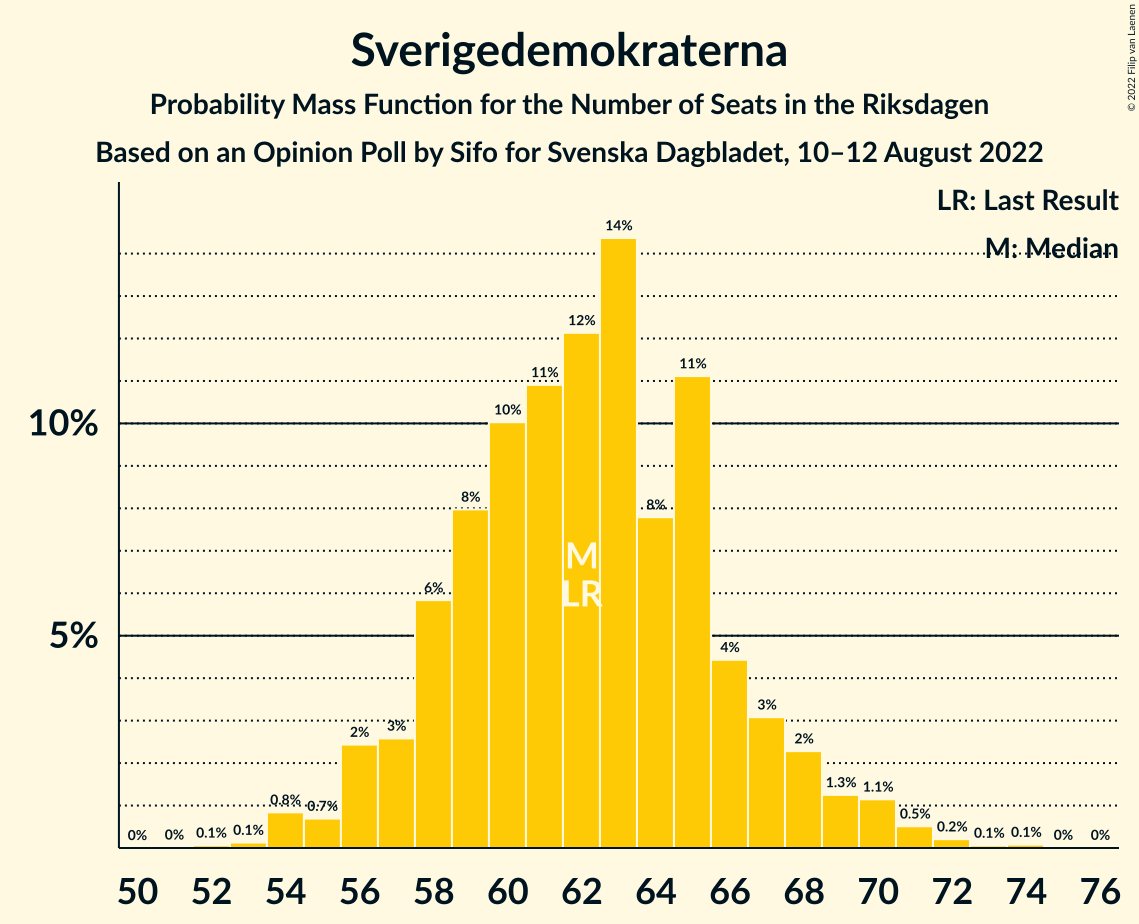 © 2022 Filip van Laenen
Sverigedemokraterna
Probability Mass Function for the Number of Seats in the Riksdagen
Based on an Opinion Poll by Sifo for Svenska Dagbladet, 10–12 August 2022
LR: Last Result
M: Median
10%
5%
0% 0% 0.1% 0.1% 0.8% 0.7% 2% 3% 6% 8% 10% 11% 12% 14% 8% 11% 4% 3% 2% 1.3% 1.1% 0.5% 0.2% 0.1% 0.1% 0% 0%
M
LR
50 52 54 56 58 60 62 64 66 68 70 72 74 76